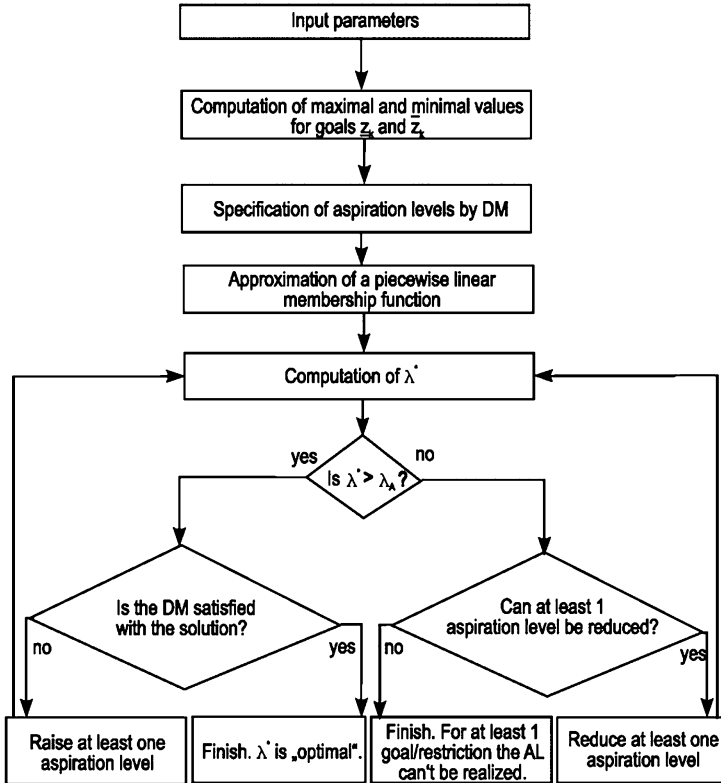 Input parameters
Computation of maximal and minimal values
for goals z̲ₖ and z̅ₖ
Specification of aspiration levels by DM
Approximation of a piecewise linear
membership function
Computation of λ*
yes
no
Is λ* > λ_A ?
Is the DM satisfied
with the solution?
Can at least 1
aspiration level be reduced?
no
yes
no
yes
Raise at least one
aspiration level
Finish. λ* is „optimal“.
Finish. For at least 1
goal/restriction the AL
can't be realized.
Reduce at least one
aspiration level